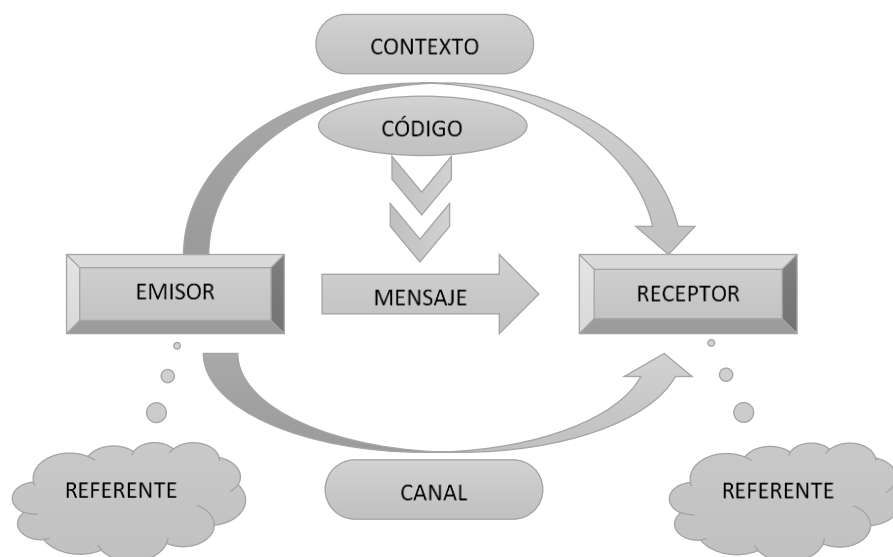 CONTEXTO
CÓDIGO
EMISOR
MENSAJE
RECEPTOR
REFERENTE
CANAL
REFERENTE